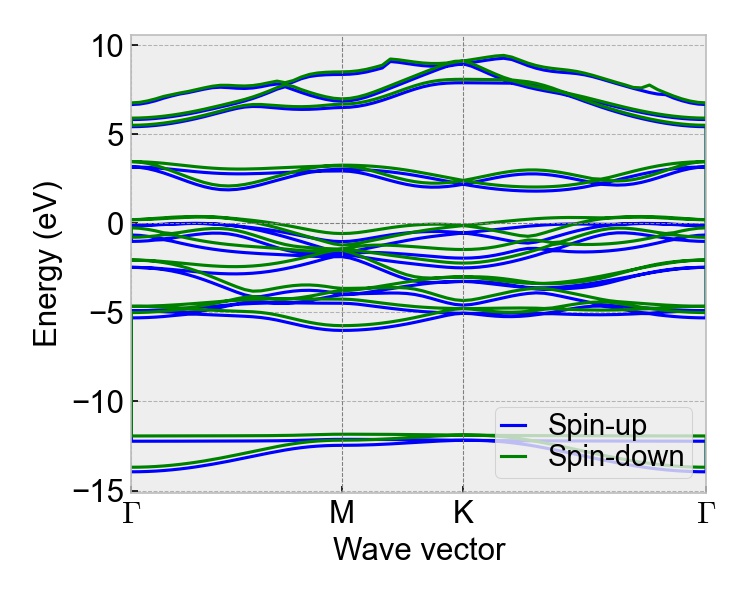 10
5
0
−5
−10
−15
Energy (eV)
Spin-up
Spin-down
Γ M K Γ
Wave vector